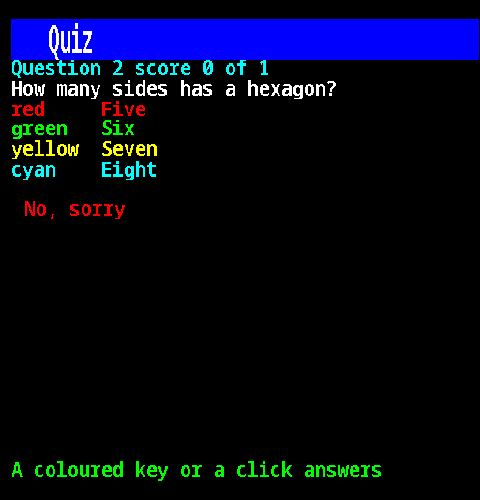 Quiz
Question 2 score 0 of 1
How many sides has a hexagon?
red Five
green Six
yellow Seven
cyan Eight
No, sorry
A coloured key or a click answers